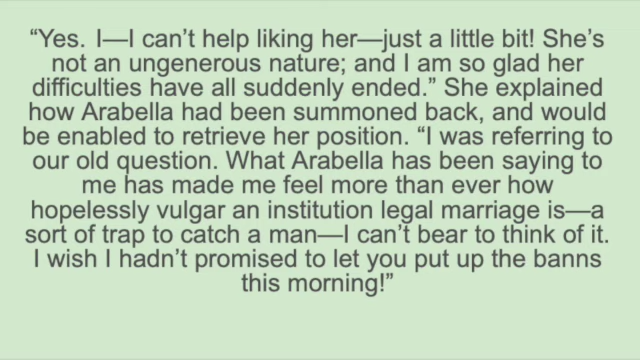 “Yes. I—I can’t help liking her—just a little bit! She’s
not an ungenerous nature; and I am so glad her
difficulties have all suddenly ended.” She explained
how Arabella had been summoned back, and would
be enabled to retrieve her position. “I was referring to
our old question. What Arabella has been saying to
me has made me feel more than ever how
hopelessly vulgar an institution legal marriage is—a
sort of trap to catch a man—I can’t bear to think of it.
I wish I hadn’t promised to let you put up the banns
this morning!”